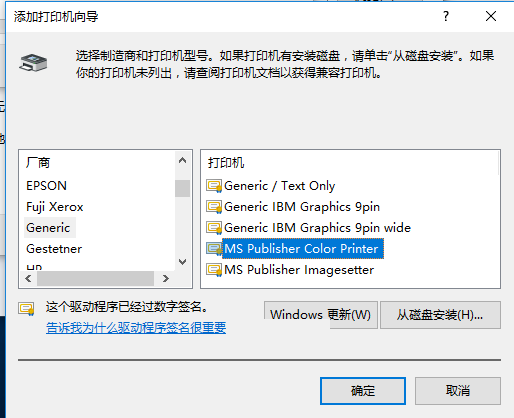 添加打印机向导
选择制造商和打印机型号。如果打印机有安装磁盘，请单击“从磁盘安装”。如果
你的打印机未列出，请查阅打印机文档以获得兼容打印机。
厂商
EPSON
Fuji Xerox
Generic
Gestetner
HP
打印机
Generic / Text Only
Generic IBM Graphics 9pin
Generic IBM Graphics 9pin wide
MS Publisher Color Printer
MS Publisher Imagesetter
这个驱动程序已经过数字签名。
告诉我为什么驱动程序签名很重要
Windows 更新(W)
从磁盘安装(H)...
确定
取消